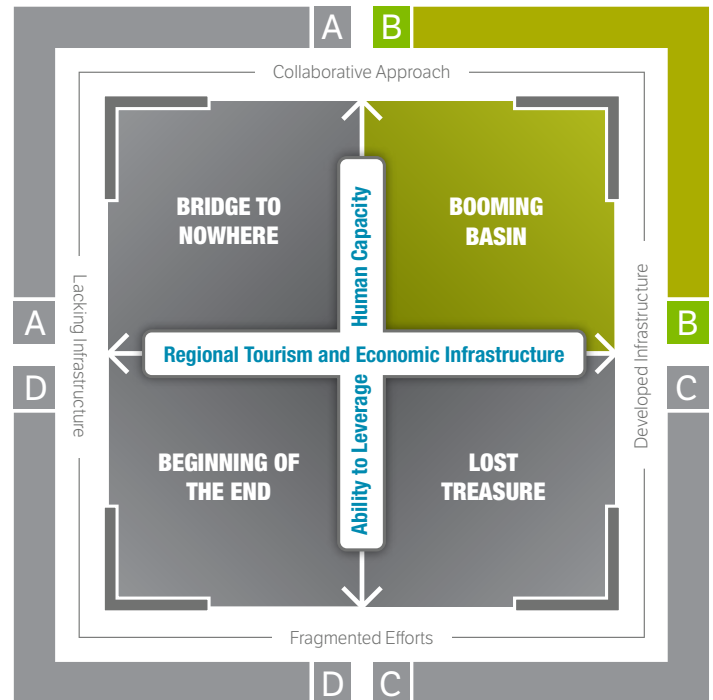 A
B
Collaborative Approach
BRIDGE TO
NOWHERE
BOOMING
BASIN
Human Capacity
Lacking Infrastructure
Developed Infrastructure
A
B
Regional Tourism and Economic Infrastructure
D
C
Ability to Leverage
BEGINNING OF
THE END
LOST
TREASURE
Fragmented Efforts
D
C